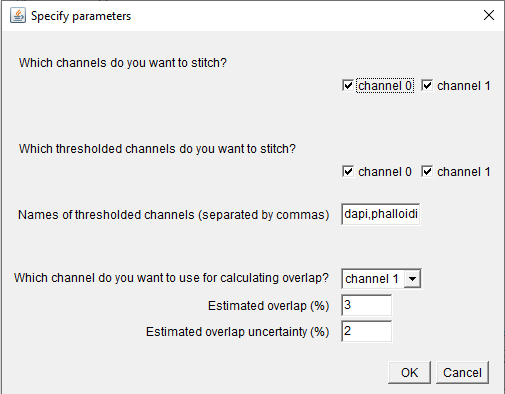 Specify parameters
Which channels do you want to stitch?
channel 0 channel 1
Which thresholded channels do you want to stitch?
channel 0 channel 1
Names of thresholded channels (separated by commas) dapi,phalloidi
Which channel do you want to use for calculating overlap? channel 1
Estimated overlap (%) 3
Estimated overlap uncertainty (%) 2
OK Cancel